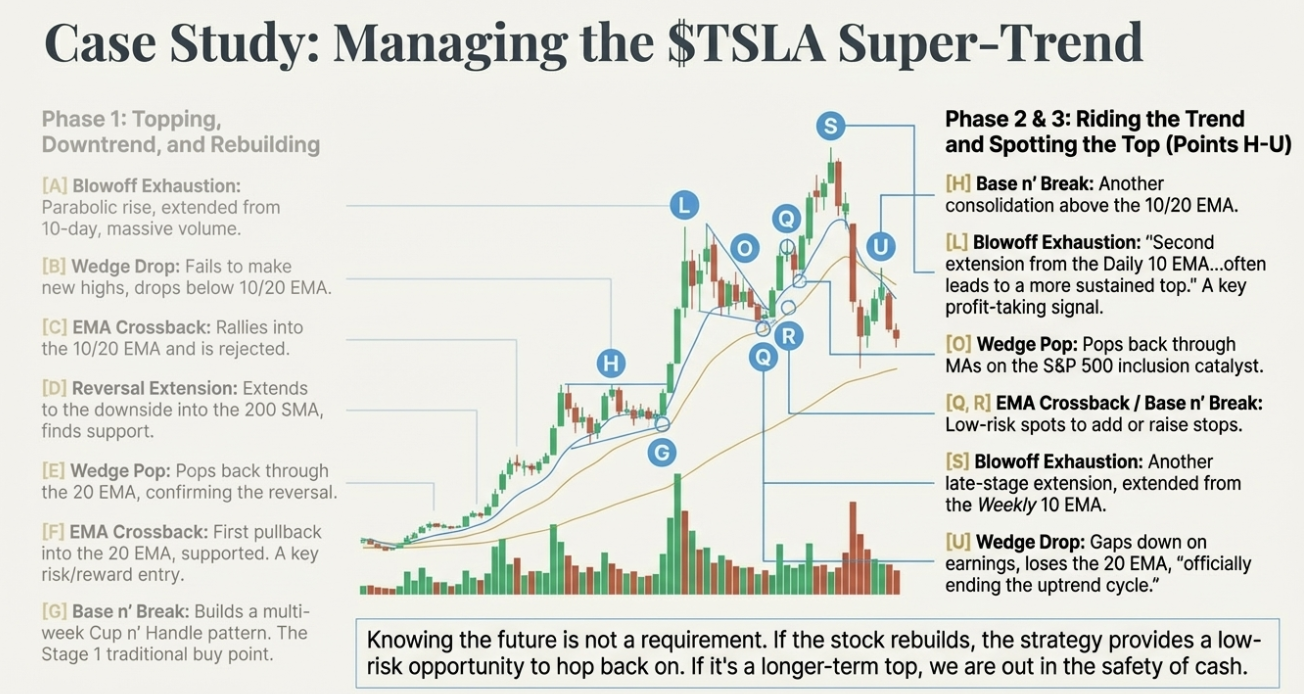 Case Study: Managing the $TSLA Super-Trend
Phase 1: Topping,
Downtrend, and Rebuilding
[A] Blowoff Exhaustion:
Parabolic rise, extended from
10-day, massive volume.
[B] Wedge Drop: Fails to make
new highs, drops below 10/20 EMA.
[C] EMA Crossback: Rallies into
the 10/20 EMA and is rejected.
[D] Reversal Extension: Extends
to the downside into the 200 SMA,
finds support.
[E] Wedge Pop: Pops back through
the 20 EMA, confirming the reversal.
[F] EMA Crossback: First pullback
into the 20 EMA, supported. A key
risk/reward entry.
[G] Base n' Break: Builds a multi-
week Cup n' Handle pattern. The
Stage 1 traditional buy point.
S
L
Q
O
U
H
R
Q
G
Phase 2 & 3: Riding the Trend
and Spotting the Top (Points H-U)
[H] Base n' Break: Another
consolidation above the 10/20 EMA.
[L] Blowoff Exhaustion: "Second
extension from the Daily 10 EMA...often
leads to a more sustained top." A key
profit-taking signal.
[O] Wedge Pop: Pops back through
MAs on the S&P 500 inclusion catalyst.
[Q, R] EMA Crossback / Base n' Break:
Low-risk spots to add or raise stops.
[S] Blowoff Exhaustion: Another
late-stage extension, extended from
the Weekly 10 EMA.
[U] Wedge Drop: Gaps down on
earnings, loses the 20 EMA, "officially
ending the uptrend cycle."
Knowing the future is not a requirement. If the stock rebuilds, the strategy provides a low-
risk opportunity to hop back on. If it's a longer-term top, we are out in the safety of cash.